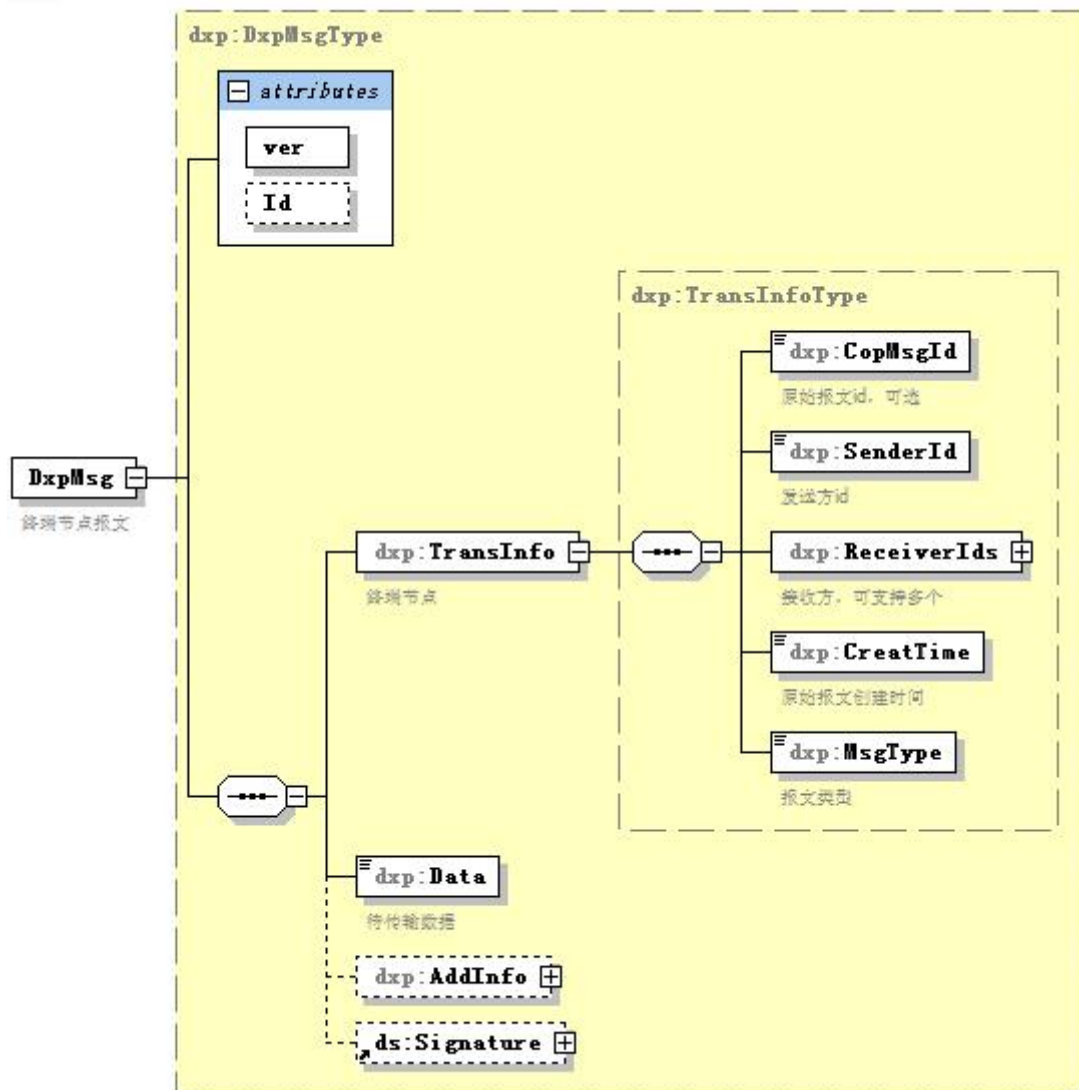 dxp:DxpMsgType
attributes
ver
Id
dxp:TransInfoType
dxp:CopMsgId
原始报文id，可选
dxp:SenderId
发送方id
DxpMsg
终端节点报文
dxp:TransInfo
终端节点
dxp:ReceiverIds
接收方，可支持多个
dxp:CreatTime
原始报文创建时间
dxp:MsgType
报文类型
dxp:Data
待传输数据
dxp:AddInfo
ds:Signature